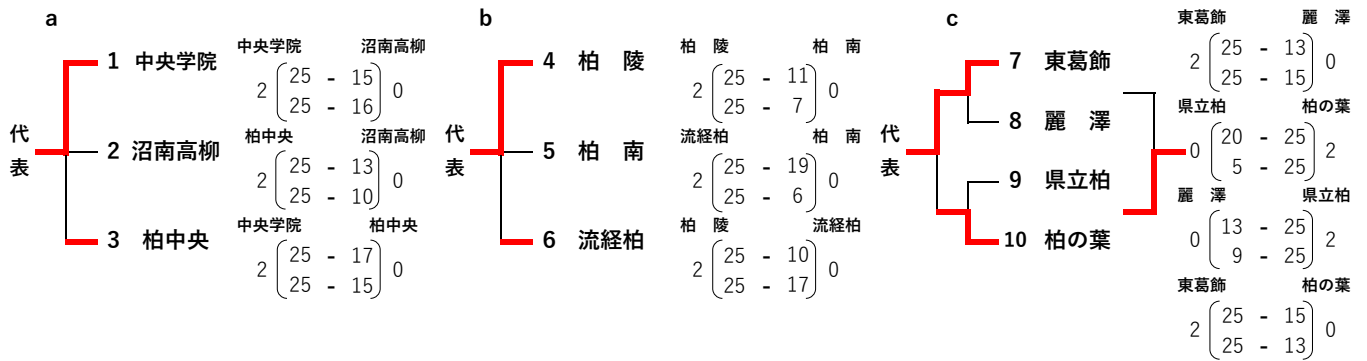 a
1 中央学院
2 沼南高柳
3 柏中央
代
表
中央学院 沼南高柳
2 25 - 15 0
25 - 16
柏中央 沼南高柳
2 25 - 13 0
25 - 10
中央学院 柏中央
2 25 - 17 0
25 - 15
b
4 柏 陵
5 柏 南
6 流経柏
代
表
柏 陵 柏 南
2 25 - 11 0
25 - 7
流経柏 柏 南
2 25 - 19 0
25 - 6
柏 陵 流経柏
2 25 - 10 0
25 - 17
c
7 東葛飾
8 麗 澤
9 県立柏
10 柏の葉
代
表
東葛飾 麗 澤
2 25 - 13 0
25 - 15
県立柏 柏の葉
0 20 - 25 2
5 - 25
麗 澤 県立柏
0 13 - 25 2
9 - 25
東葛飾 柏の葉
2 25 - 15 0
25 - 13